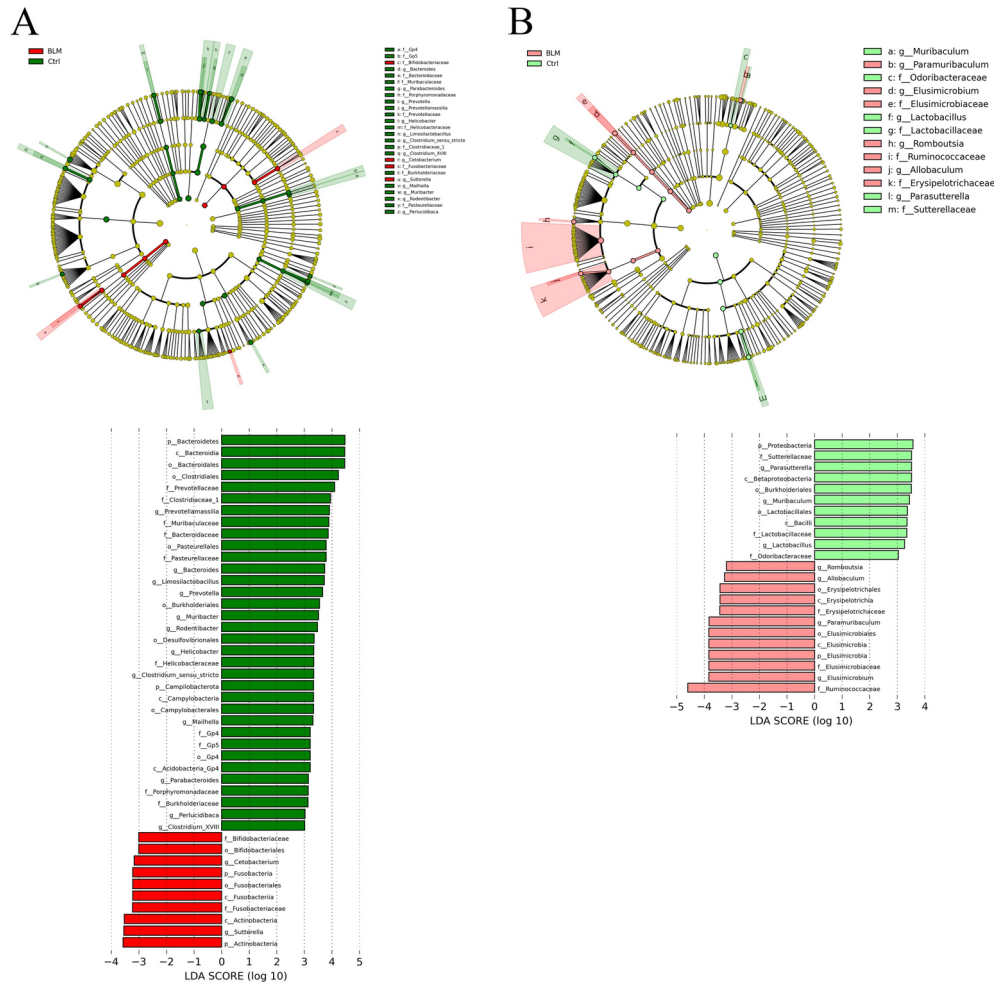 A
BLM
Ctrl
a: f__Gp4
b: f__Gp5
c: f__Bifidobacteriaceae
d: g__Bacteroides
e: f__Bacteroidaceae
f: f__Muribaculaceae
g: g__Parabacteroides
h: f__Porphyromonadaceae
i: g__Prevotella
j: g__Prevotellamassilia
k: f__Prevotellaceae
l: g__Helicobacter
m: f__Helicobacteraceae
n: g__Limosilactobacillus
o: g__Clostridium_sensu_stricto
p: f__Clostridiaceae_1
q: g__Clostridium_XVIII
r: g__Cetobacterium
s: f__Fusobacteriaceae
t: f__Burkholderiaceae
u: g__Sutterella
v: g__Mailhella
w: g__Muribacter
x: g__Rodentibacter
y: f__Pasteurellaceae
z: g__Perlucidibaca
p__Bacteroidetes
c__Bacteroidia
o__Bacteroidales
o__Clostridiales
f__Prevotellaceae
f__Clostridiaceae_1
g__Prevotellamassilia
f__Muribaculaceae
f__Bacteroidaceae
o__Pasteurellales
f__Pasteurellaceae
g__Bacteroides
g__Limosilactobacillus
g__Prevotella
o__Burkholderiales
g__Muribacter
g__Rodentibacter
o__Desulfovibrionales
g__Helicobacter
f__Helicobacteraceae
g__Clostridium_sensu_stricto
p__Campilobacterota
c__Campylobacteria
o__Campylobacterales
g__Mailhella
f__Gp4
f__Gp5
o__Gp4
c__Acidobacteria_Gp4
g__Parabacteroides
f__Porphyromonadaceae
f__Burkholderiaceae
g__Perlucidibaca
g__Clostridium_XVIII
f__Bifidobacteriaceae
o__Bifidobacteriales
g__Cetobacterium
p__Fusobacteria
o__Fusobacteriales
c__Fusobacteriia
f__Fusobacteriaceae
c__Actinobacteria
g__Sutterella
p__Actinobacteria
−4 −3 −2 −1 0 1 2 3 4 5
LDA SCORE (log 10)
B
BLM
Ctrl
a: g__Muribaculum
b: g__Paramuribaculum
c: f__Odoribacteraceae
d: g__Elusimicrobium
e: f__Elusimicrobiaceae
f: g__Lactobacillus
g: f__Lactobacillaceae
h: g__Romboutsia
i: f__Ruminococcaceae
j: g__Allobaculum
k: f__Erysipelotrichaceae
l: g__Parasutterella
m: f__Sutterellaceae
c
e
d
g
h
i
k
m
p__Proteobacteria
f__Sutterellaceae
g__Parasutterella
c__Betaproteobacteria
o__Burkholderiales
g__Muribaculum
o__Lactobacillales
c__Bacilli
f__Lactobacillaceae
g__Lactobacillus
f__Odoribacteraceae
g__Romboutsia
g__Allobaculum
o__Erysipelotrichales
c__Erysipelotrichia
f__Erysipelotrichaceae
g__Paramuribaculum
o__Elusimicrobiales
c__Elusimicrobia
p__Elusimicrobia
f__Elusimicrobiaceae
g__Elusimicrobium
f__Ruminococcaceae
−5 −4 −3 −2 −1 0 1 2 3 4
LDA SCORE (log 10)